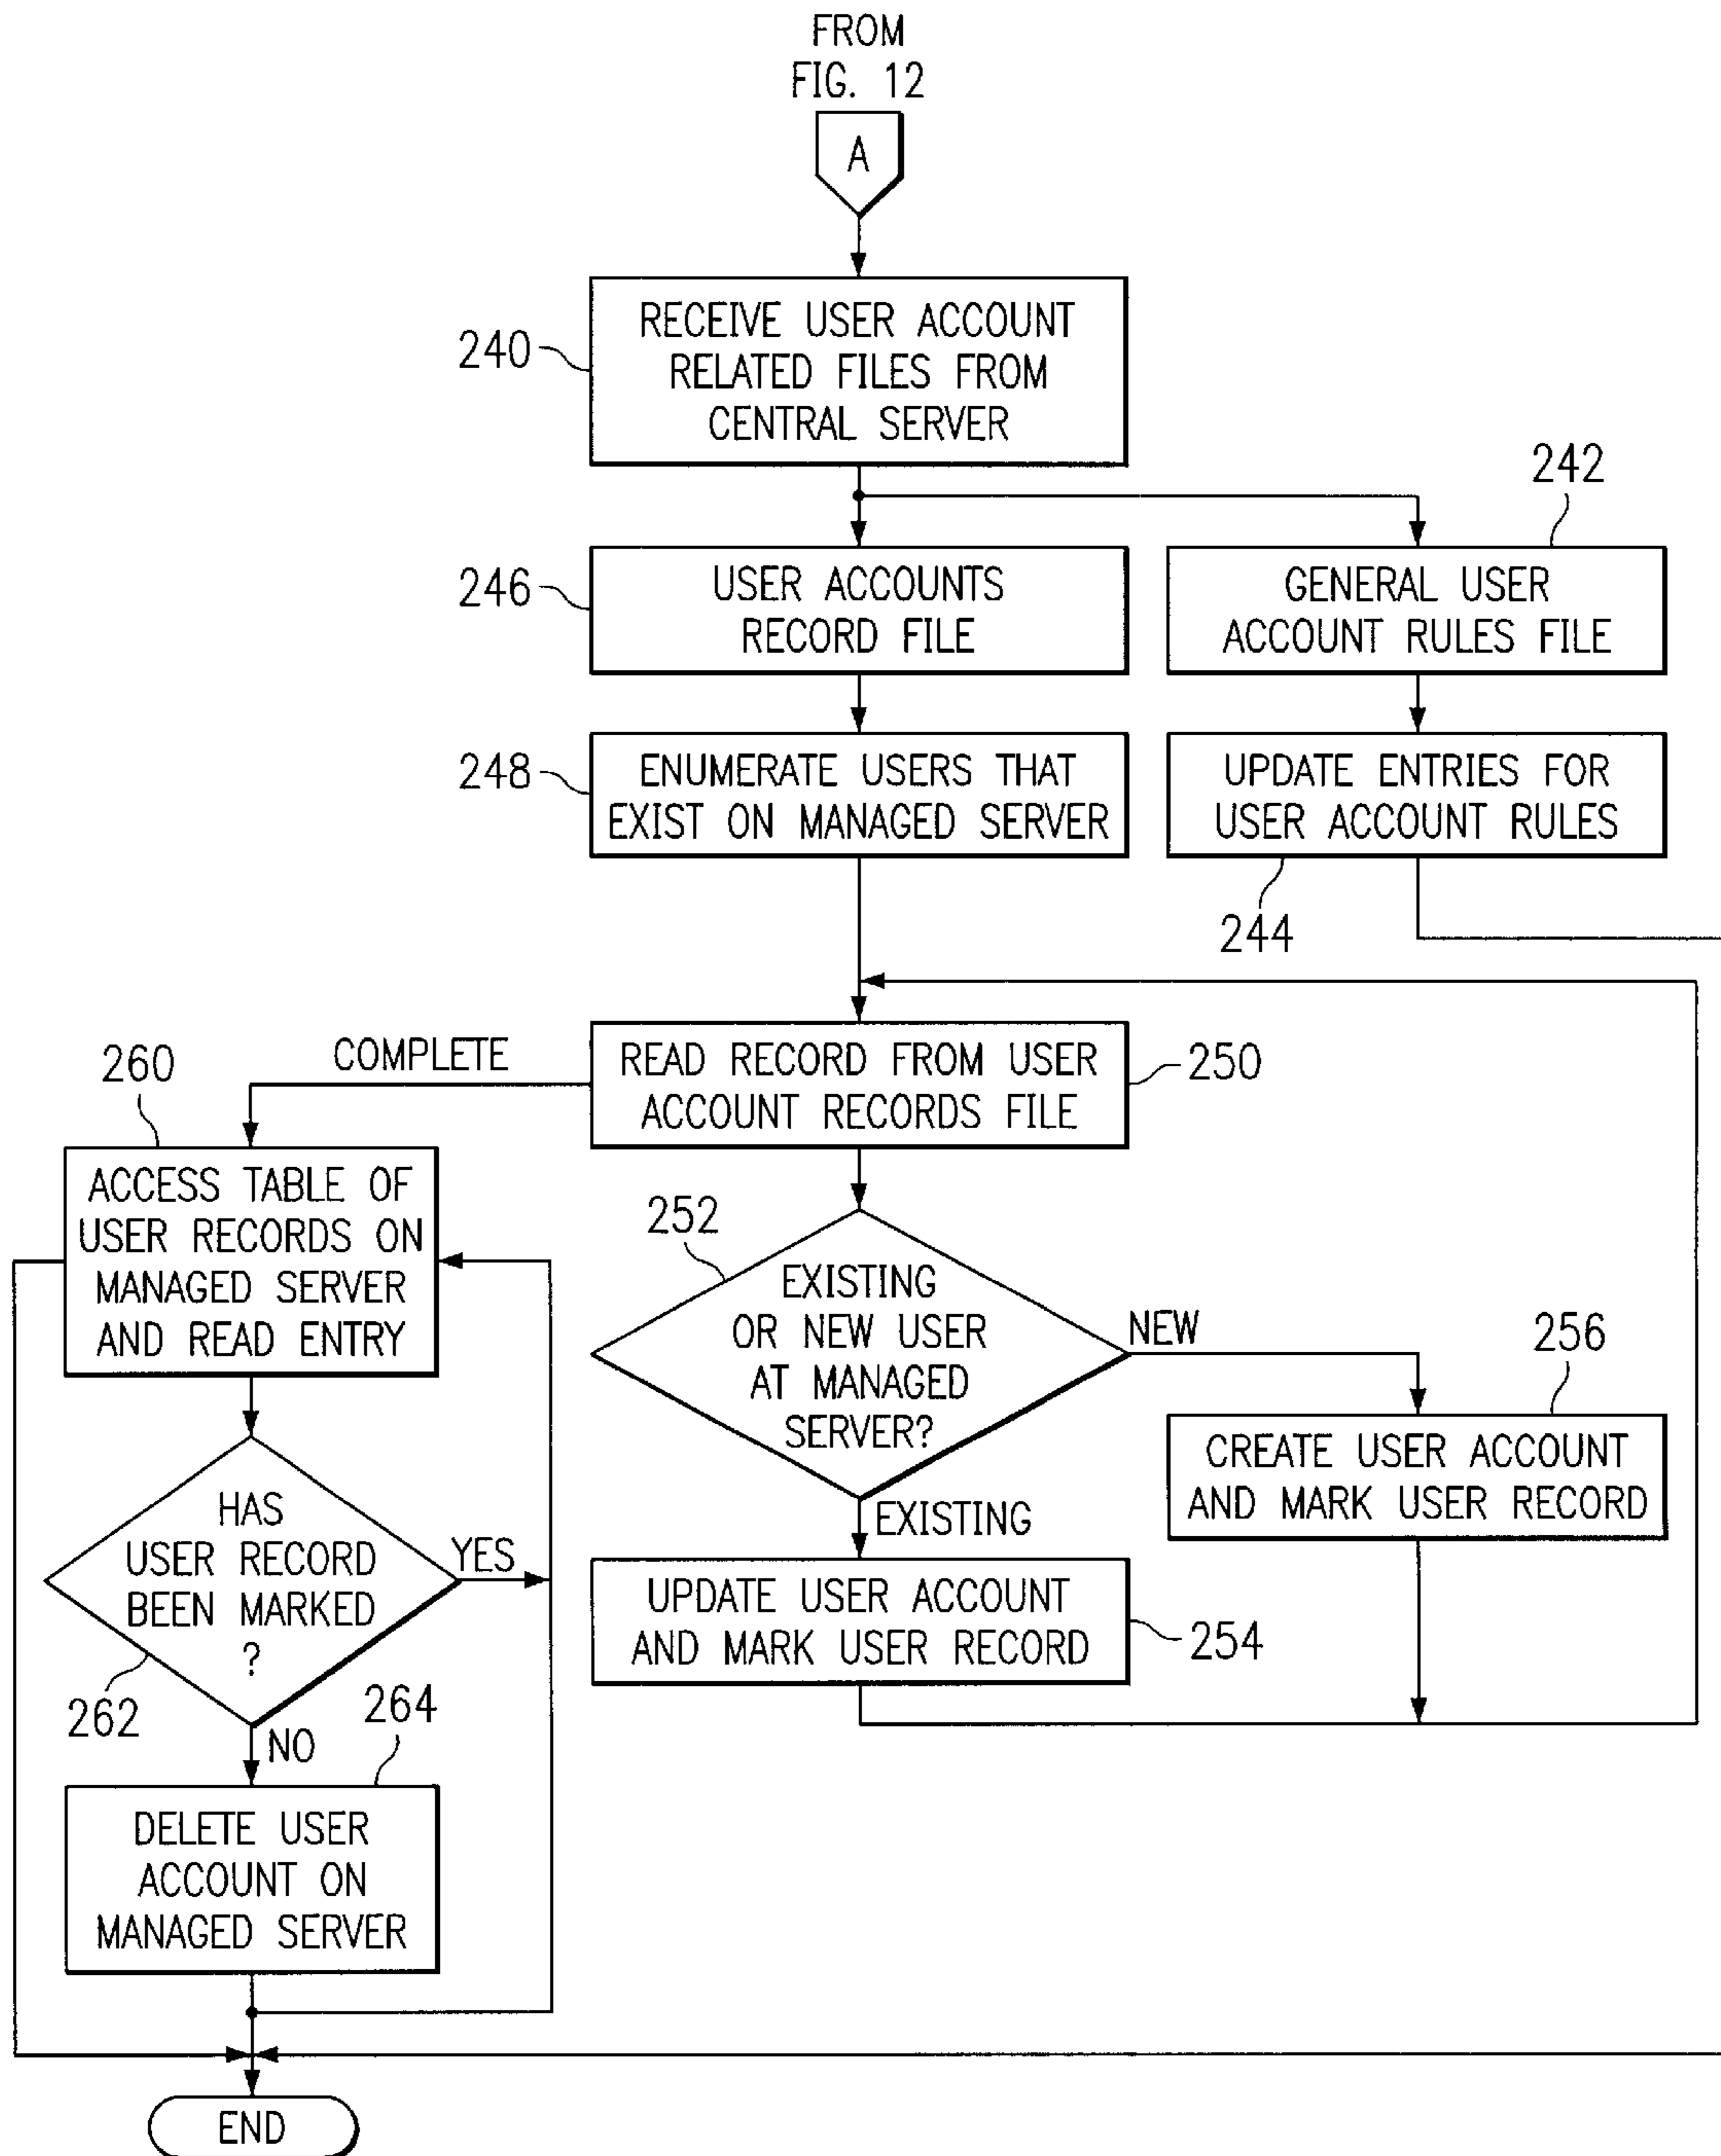 FROM
FIG. 12
A
240
RECEIVE USER ACCOUNT
RELATED FILES FROM
CENTRAL SERVER
242
246
USER ACCOUNTS
RECORD FILE
GENERAL USER
ACCOUNT RULES FILE
248
ENUMERATE USERS THAT
EXIST ON MANAGED SERVER
UPDATE ENTRIES FOR
USER ACCOUNT RULES
244
260
COMPLETE
READ RECORD FROM USER
ACCOUNT RECORDS FILE
250
ACCESS TABLE OF
USER RECORDS ON
MANAGED SERVER
AND READ ENTRY
252
EXISTING
OR NEW USER
AT MANAGED
SERVER?
NEW
256
CREATE USER ACCOUNT
AND MARK USER RECORD
EXISTING
UPDATE USER ACCOUNT
AND MARK USER RECORD
254
HAS
USER RECORD
BEEN MARKED
?
YES
262
NO
264
DELETE USER
ACCOUNT ON
MANAGED SERVER
END